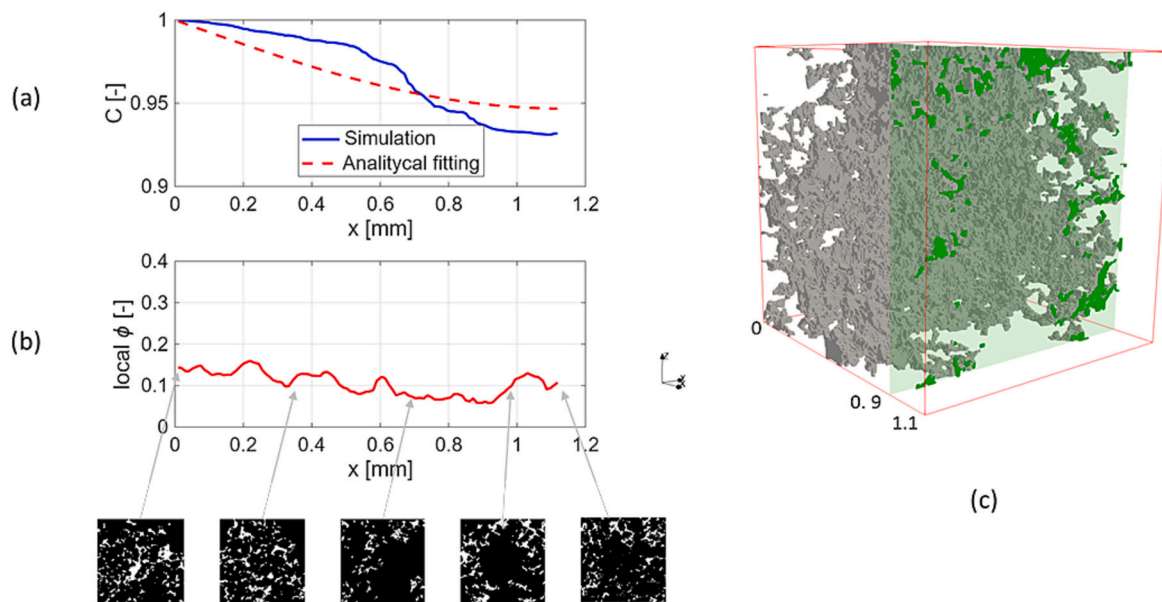 (a)
C [-]
1
0.95
0.9
Simulation
Analitycal fitting
0 0.2 0.4 0.6 0.8 1 1.2
x [mm]
(b)
local ϕ [-]
0.4
0.3
0.2
0.1
0
0 0.2 0.4 0.6 0.8 1 1.2
x [mm]
z
0
0.9
1.1
(c)